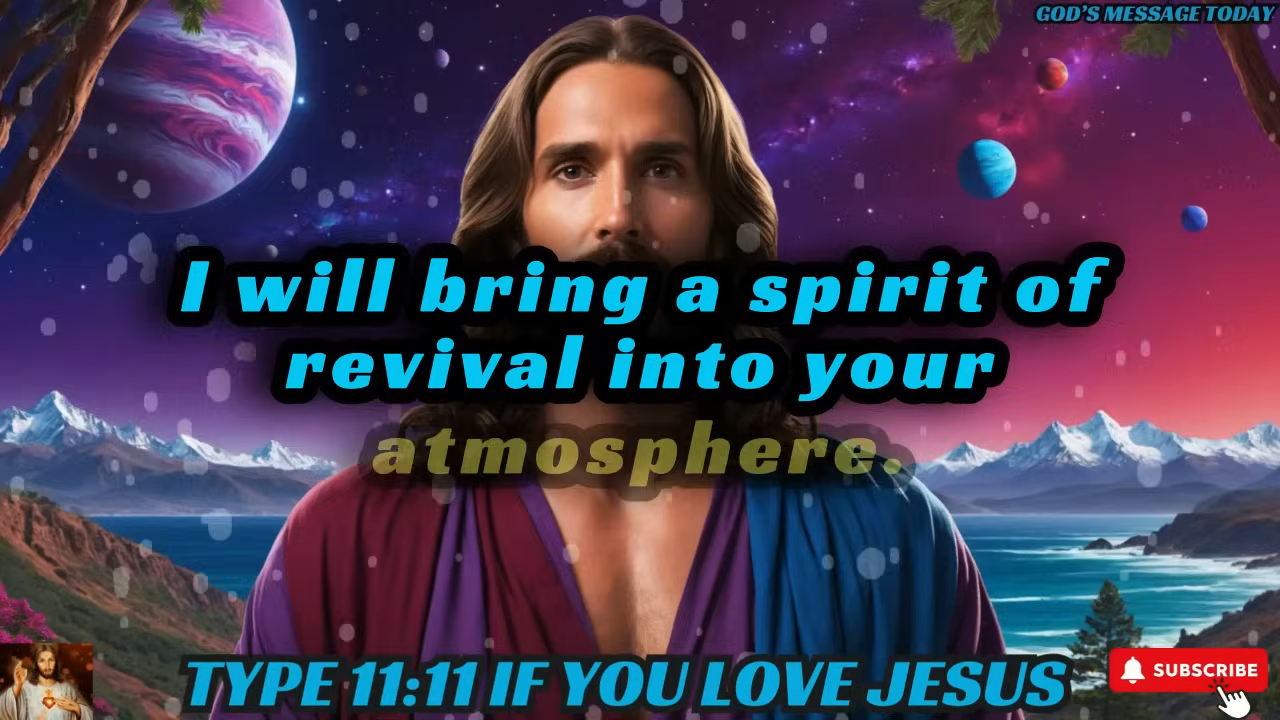 GOD'S MESSAGE TODAY
I will bring a spirit of
revival into your
atmosphere.
TYPE 11:11 IF YOU LOVE JESUS
SUBSCRIBE